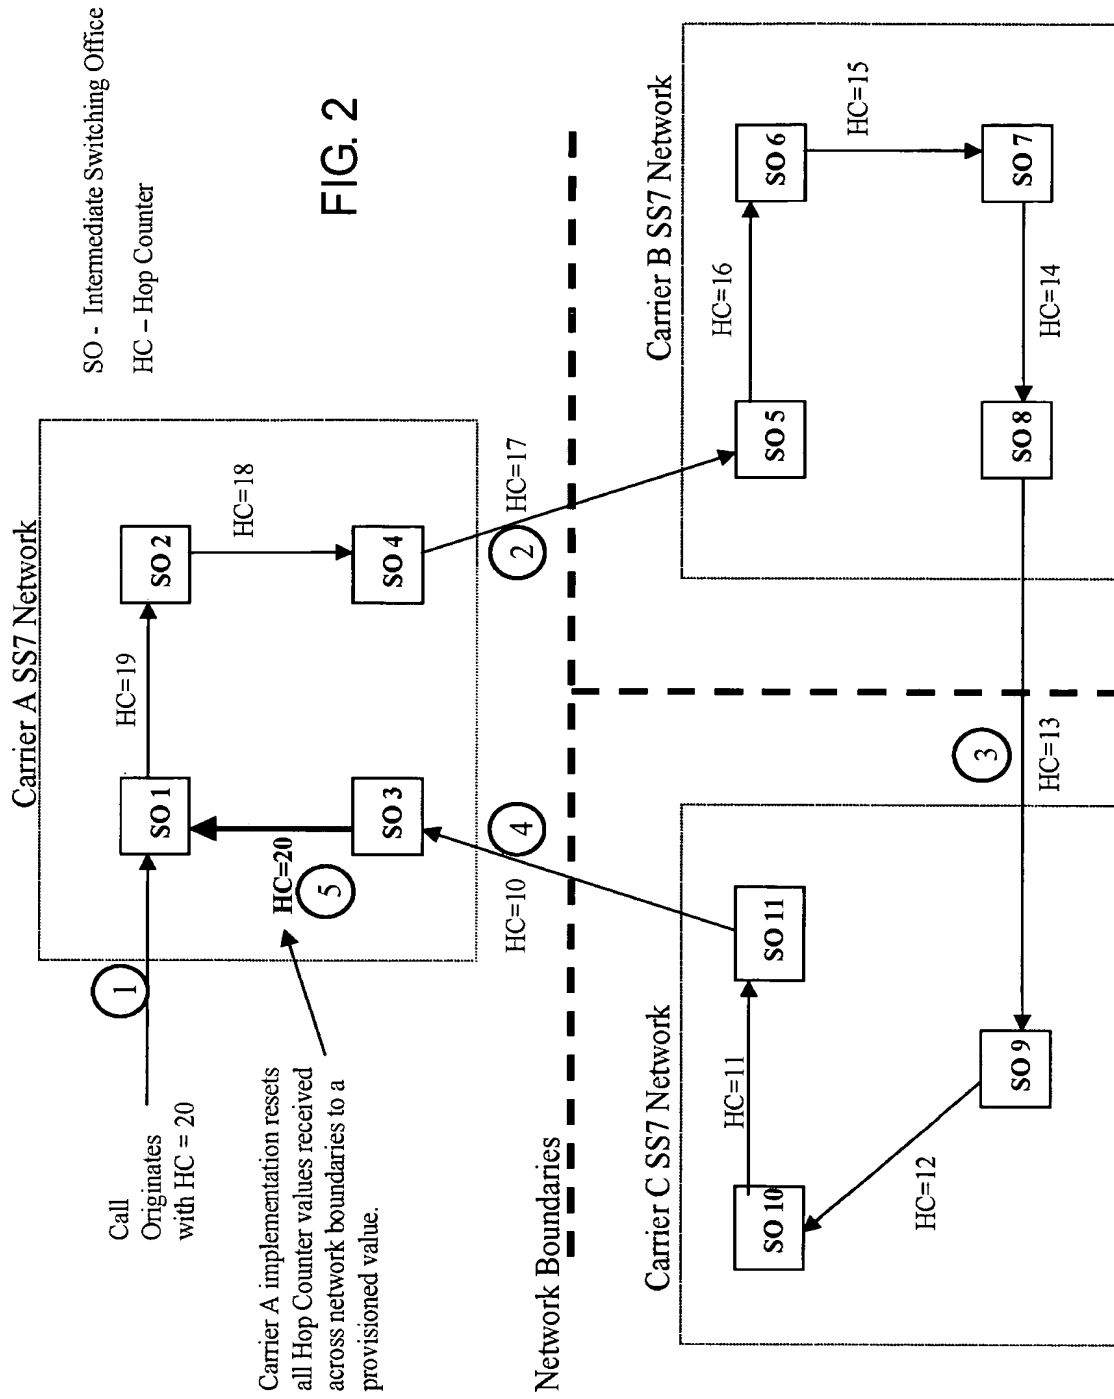 SO - Intermediate Switching Office
HC – Hop Counter
FIG. 2
Carrier A SS7 Network
Call
Originates
with HC = 20
1
SO 1
HC=19
SO 2
HC=18
SO 4
HC=20
5
SO 3
Carrier A implementation resets
all Hop Counter values received
across network boundaries to a
provisioned value.
HC=10
4
2
HC=17
Network Boundaries
Carrier C SS7 Network
SO 10
HC=11
SO 11
HC=12
SO 9
3
HC=13
Carrier B SS7 Network
SO 5
HC=16
SO 6
HC=15
SO 8
HC=14
SO 7